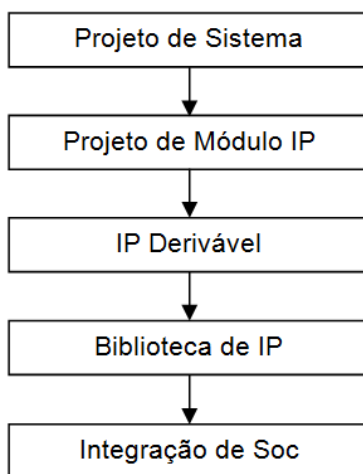 Projeto de Sistema
Projeto de Módulo IP
IP Derivável
Biblioteca de IP
Integração de Soc